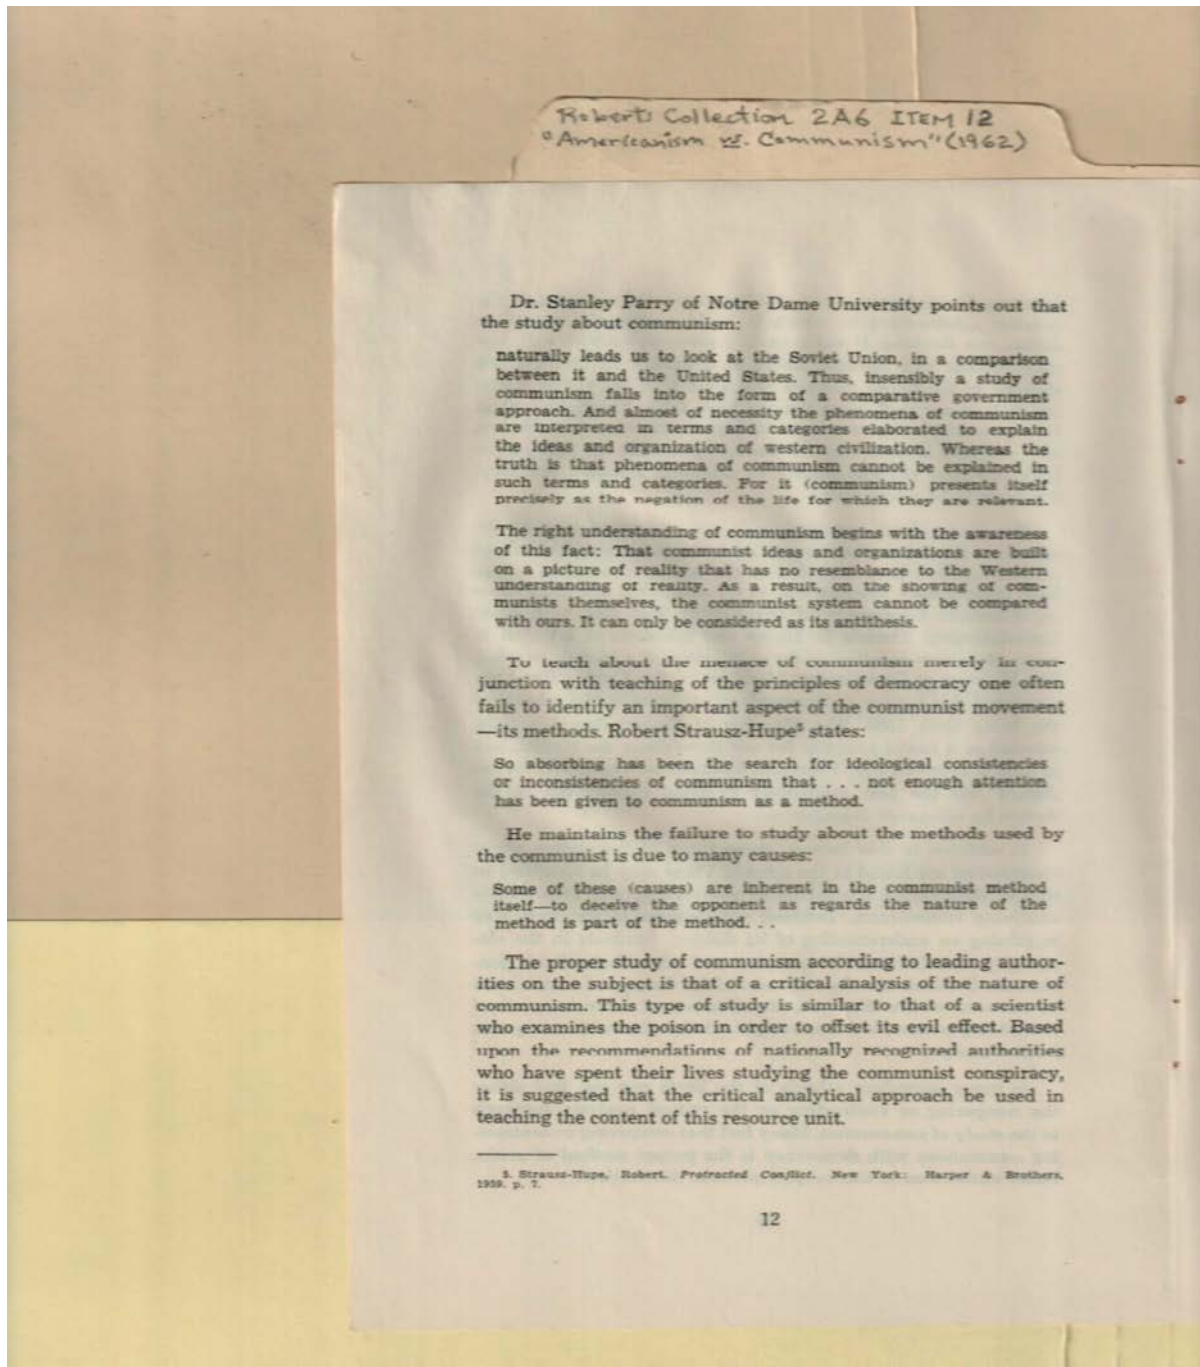 Roberts Collection 2A6 ITEM 12
"Americanism vs. Communism" (1962)
Dr. Stanley Parry of Notre Dame University points out that
the study about communism:
naturally leads us to look at the Soviet Union, in a comparison
between it and the United States. Thus, insensibly a study of
communism falls into the form of a comparative government
approach. And almost of necessity the phenomena of communism
are interpreted in terms and categories elaborated to explain
the ideas and organization of western civilization. Whereas the
truth is that phenomena of communism cannot be explained in
such terms and categories. For it (communism) presents itself
precisely as the negation of the life for which they are relevant.
The right understanding of communism begins with the awareness
of this fact: That communist ideas and organizations are built
on a picture of reality that has no resemblance to the Western
understanding of reality. As a result, on the showing of com-
munists themselves, the communist system cannot be compared
with ours. It can only be considered as its antithesis.
To teach about the menace of communism merely in con-
junction with teaching of the principles of democracy one often
fails to identify an important aspect of the communist movement
—its methods. Robert Strausz-Hupe⁵ states:
So absorbing has been the search for ideological consistencies
or inconsistencies of communism that . . . not enough attention
has been given to communism as a method.
He maintains the failure to study about the methods used by
the communist is due to many causes:
Some of these (causes) are inherent in the communist method
itself—to deceive the opponent as regards the nature of the
method is part of the method. . .
The proper study of communism according to leading author-
ities on the subject is that of a critical analysis of the nature of
communism. This type of study is similar to that of a scientist
who examines the poison in order to offset its evil effect. Based
upon the recommendations of nationally recognized authorities
who have spent their lives studying the communist conspiracy,
it is suggested that the critical analytical approach be used in
teaching the content of this resource unit.
5. Strausz-Hupe, Robert. Protracted Conflict. New York: Harper & Brothers,
1959. p. 7.
12